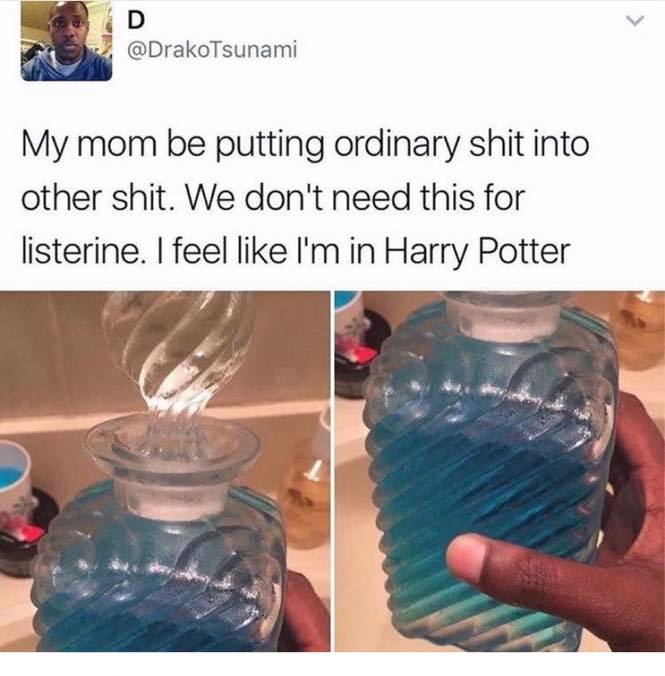 D
@DrakoTsunami
My mom be putting ordinary shit into
other shit. We don't need this for
listerine. I feel like I'm in Harry Potter